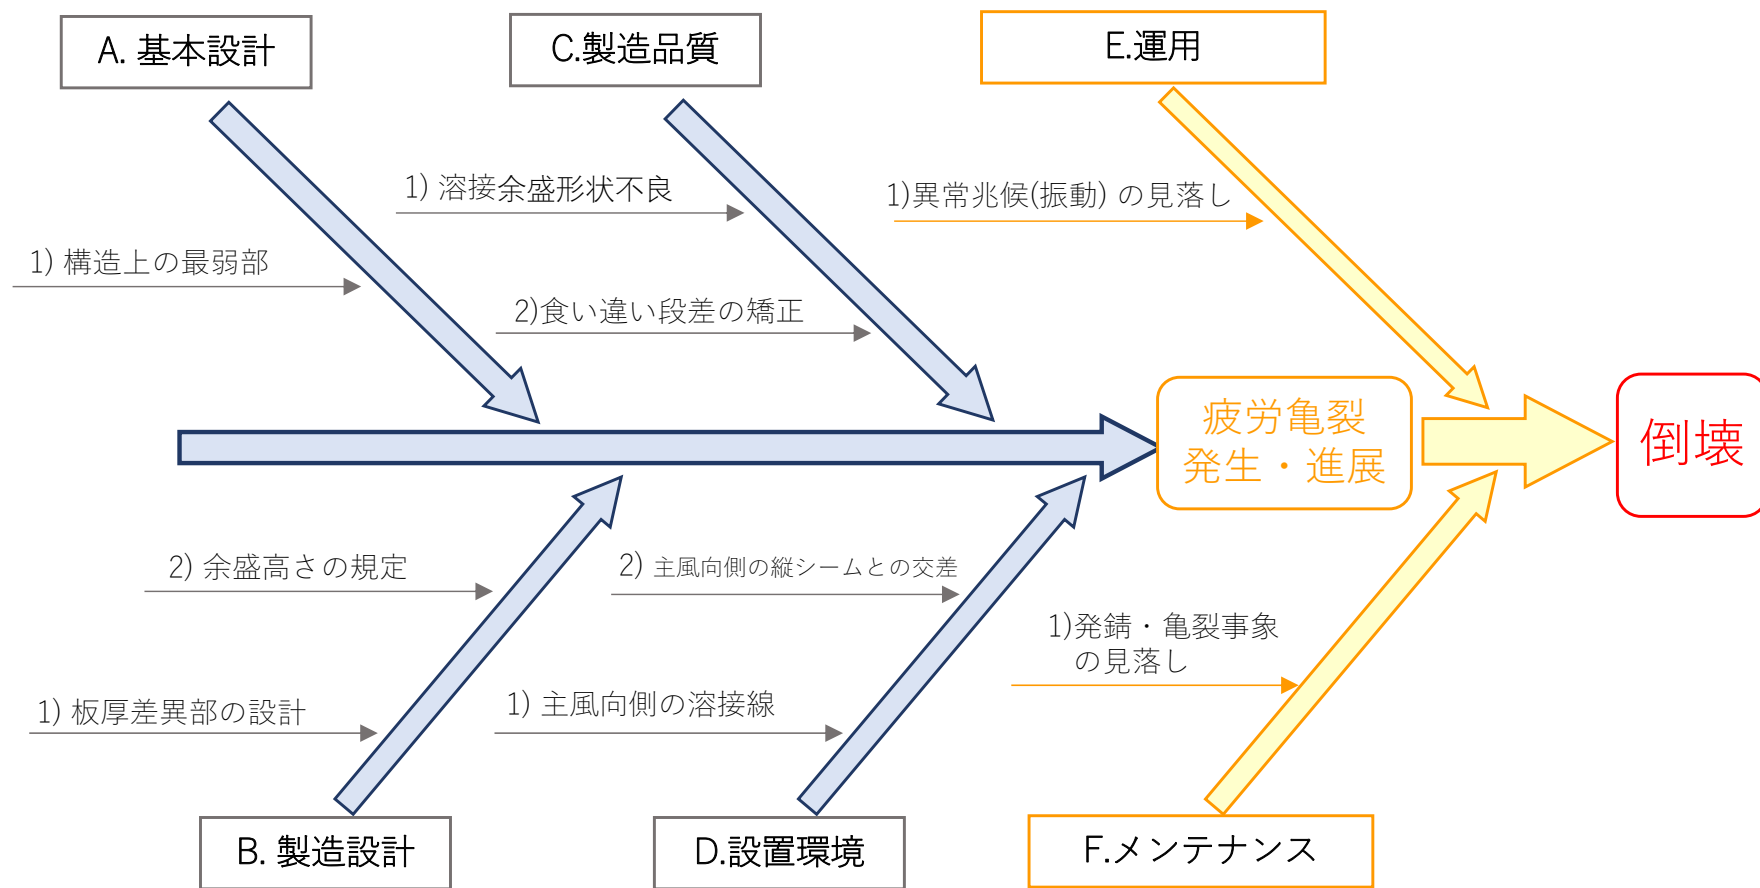 A. 基本設計
C.製造品質
E.運用
1) 溶接余盛形状不良
1)異常兆候(振動) の見落し
1) 構造上の最弱部
2)食い違い段差の矯正
疲労亀裂
発生・進展
倒壊
2) 余盛高さの規定
2) 主風向側の縦シームとの交差
1)発錆・亀裂事象
の見落し
1) 板厚差異部の設計
1) 主風向側の溶接線
B. 製造設計
D.設置環境
F.メンテナンス